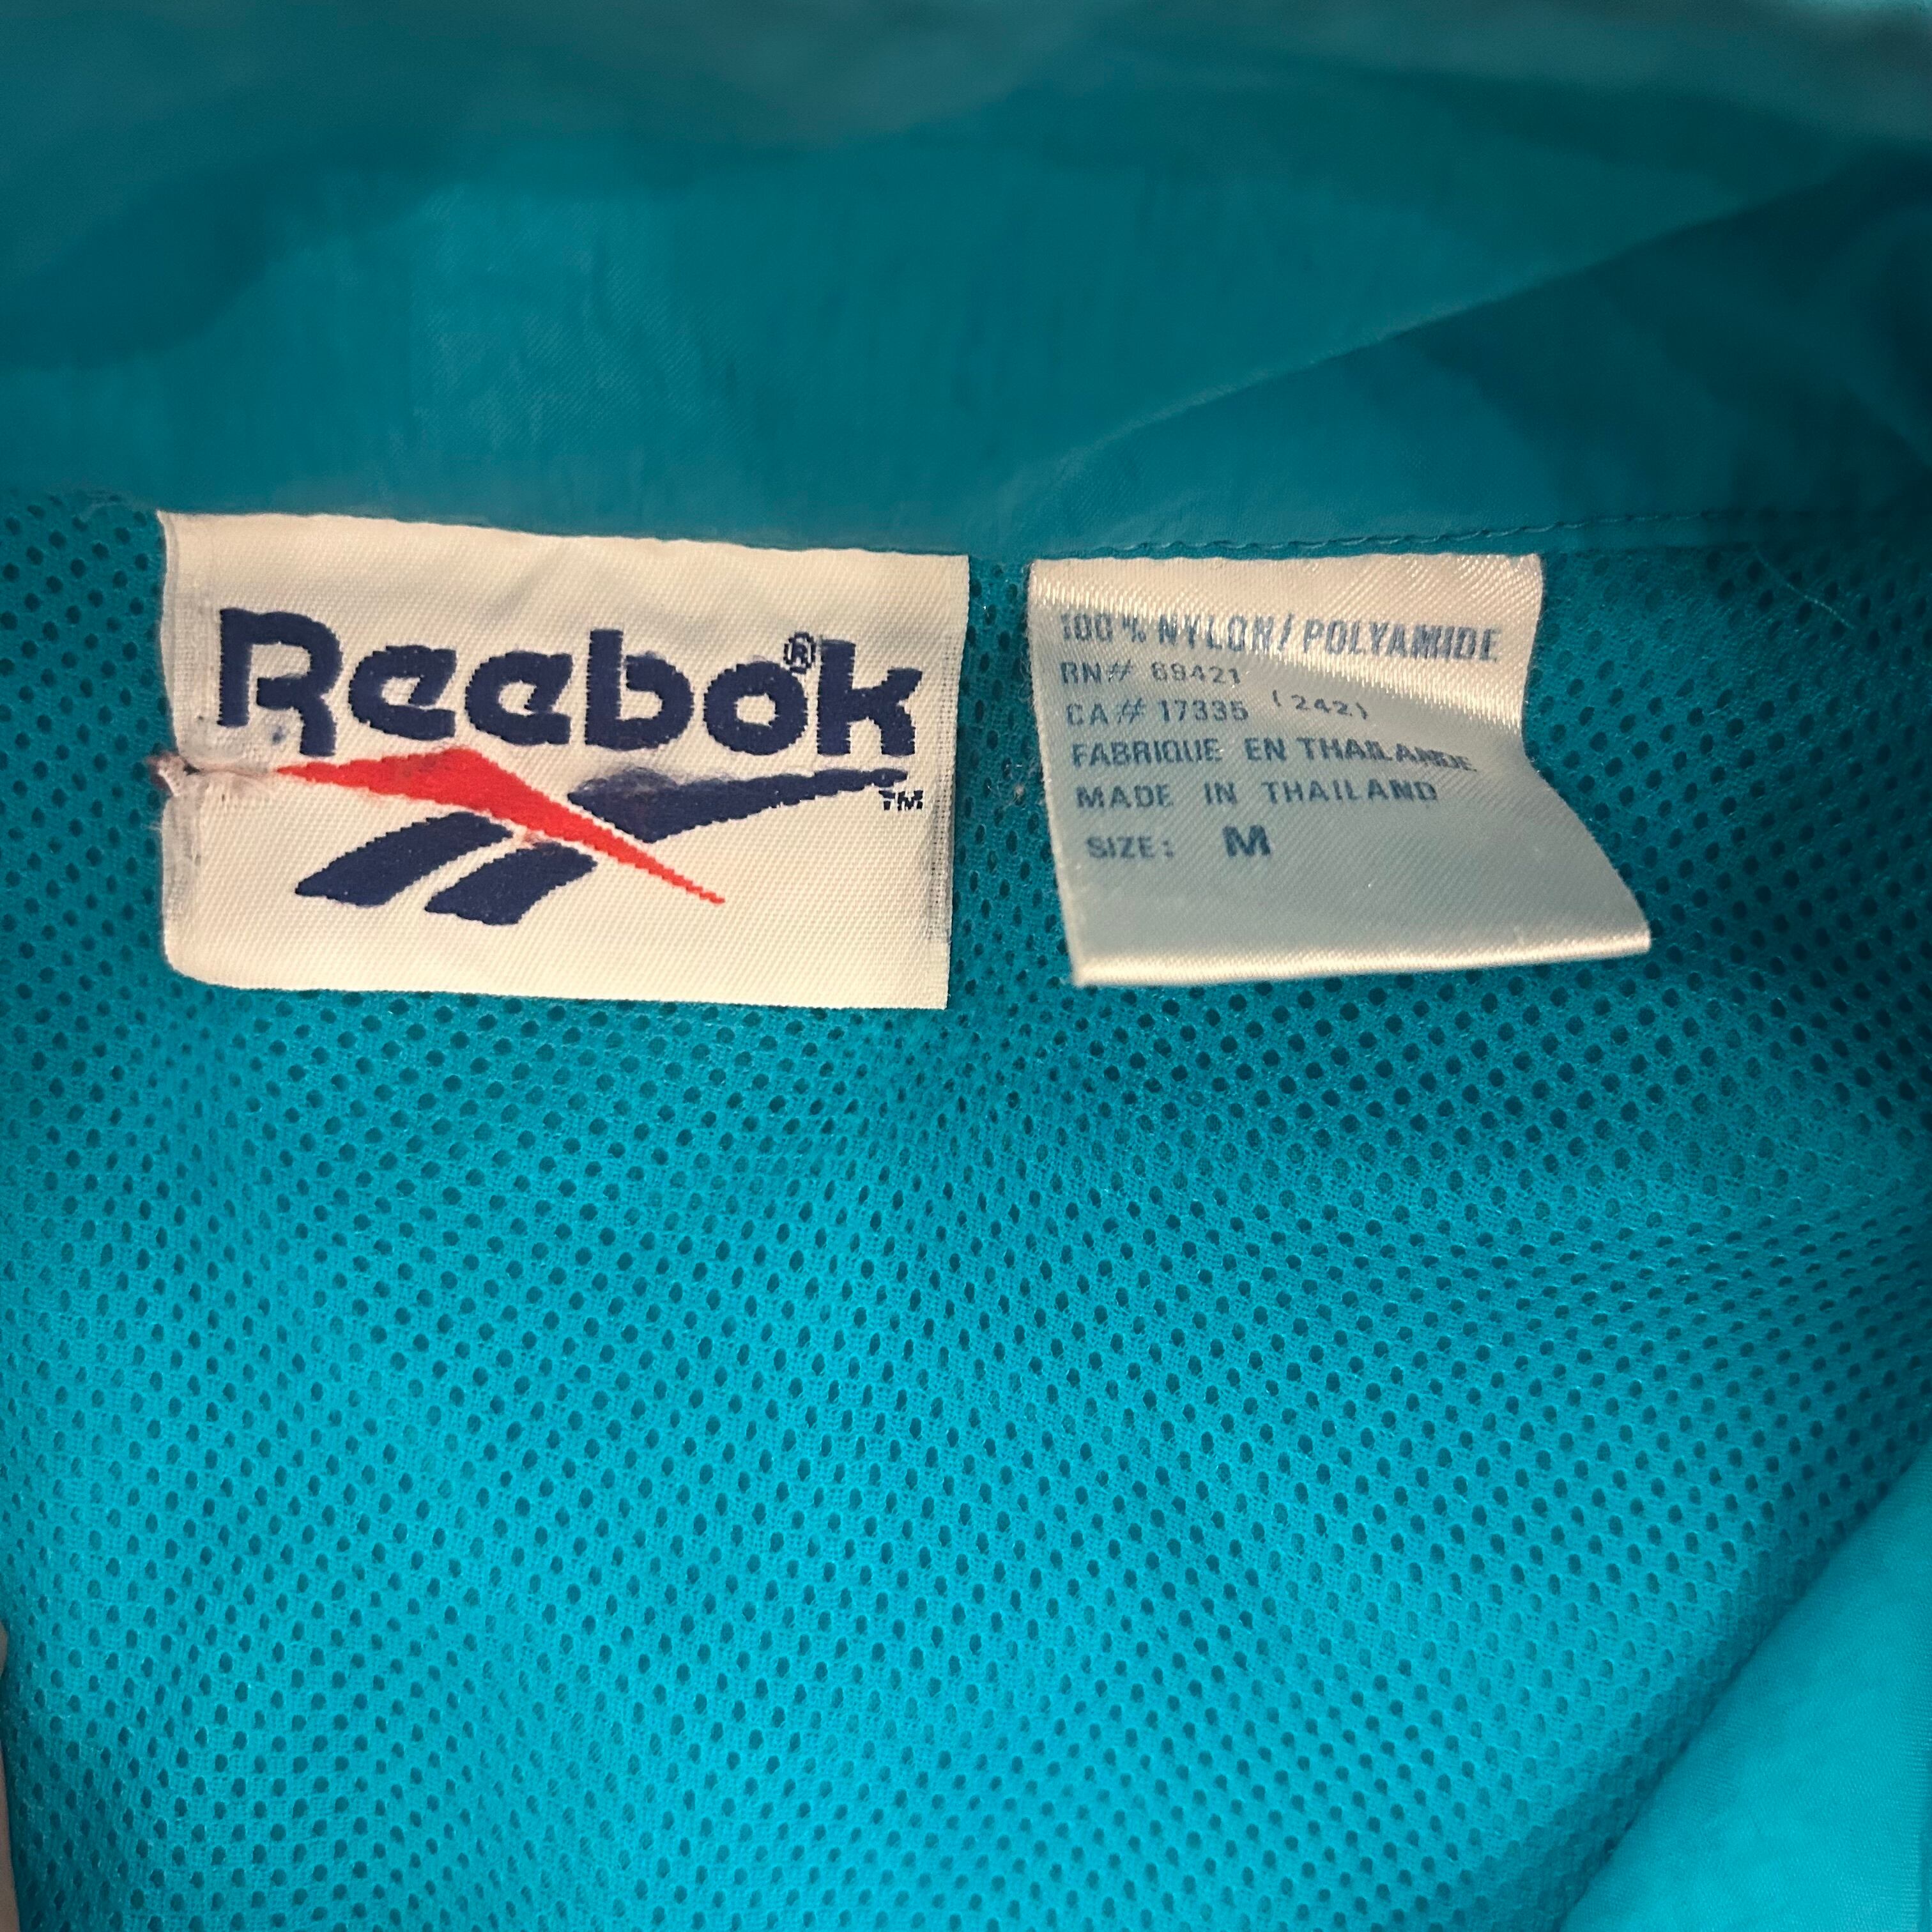 Reebok®
TM
100% NYLON/POLYAMIDE
RN# 69421
CA# 17335 (242)
FABRIQUE EN THAILANDE
MADE IN THAILAND
SIZE: M